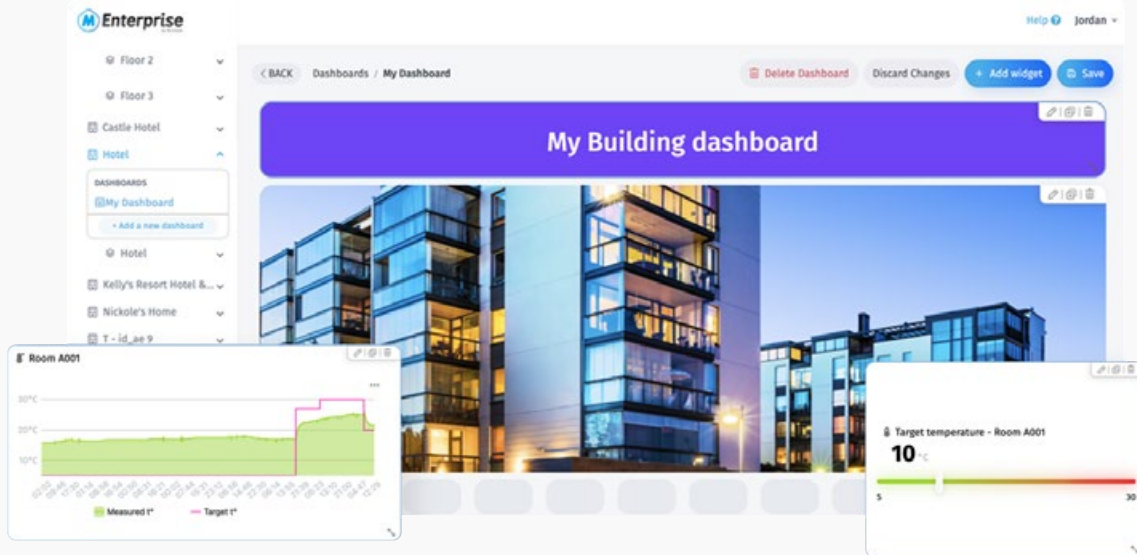 Enterprise
Help
Jordan
Floor 2
Floor 3
Castle Hotel
Hotel
DASHBOARDS
My Dashboard
+ Add a new dashboard
Hotel
Kelly's Resort Hotel &...
Nickole's Home
T - id_ae 9
< BACK Dashboards / My Dashboard
Delete Dashboard
Discard Changes
+ Add widget
Save
My Building dashboard
Room A001
30°C
20°C
10°C
Measured t°
Target t°
Target temperature - Room A001
10 °C
5
30